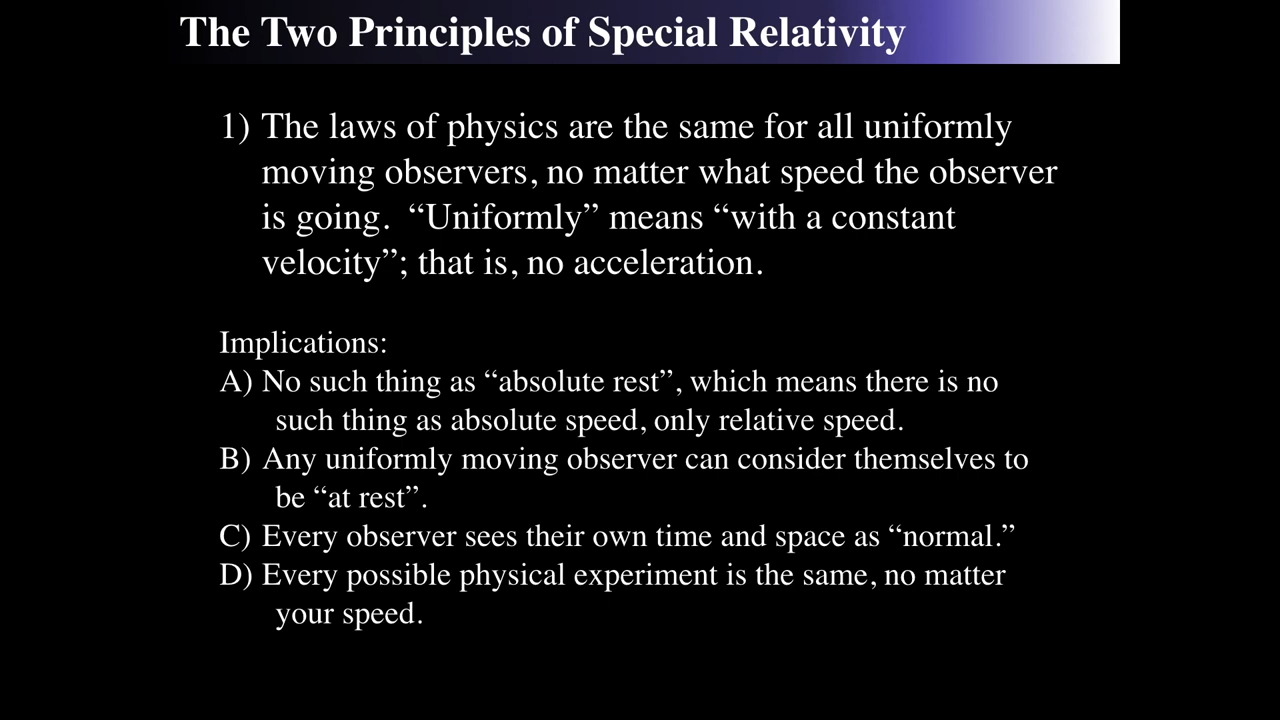 The Two Principles of Special Relativity
1) The laws of physics are the same for all uniformly
moving observers, no matter what speed the observer
is going. “Uniformly” means “with a constant
velocity”; that is, no acceleration.
Implications:
A) No such thing as “absolute rest”, which means there is no
such thing as absolute speed, only relative speed.
B) Any uniformly moving observer can consider themselves to
be “at rest”.
C) Every observer sees their own time and space as “normal.”
D) Every possible physical experiment is the same, no matter
your speed.